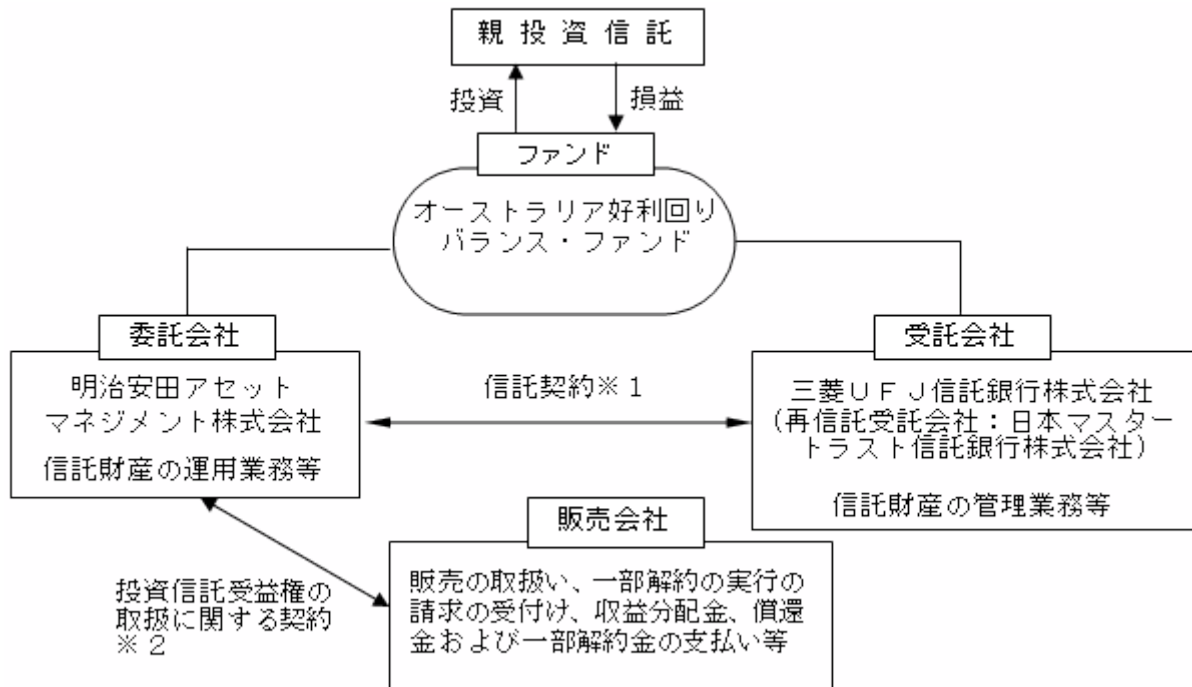 親投資信託
投資
損益
ファンド
オーストラリア好利回り
バランス・ファンド
委託会社
明治安田アセット
マネジメント株式会社
信託財産の運用業務等
信託契約※１
受託会社
三菱ＵＦＪ信託銀行株式会社
(再信託受託会社：日本マスター
トラスト信託銀行株式会社)
信託財産の管理業務等
投資信託受益権の
取扱に関する契約
※２
販売会社
販売の取扱い、一部解約の実行の
請求の受付け、収益分配金、償還
金および一部解約金の支払い等